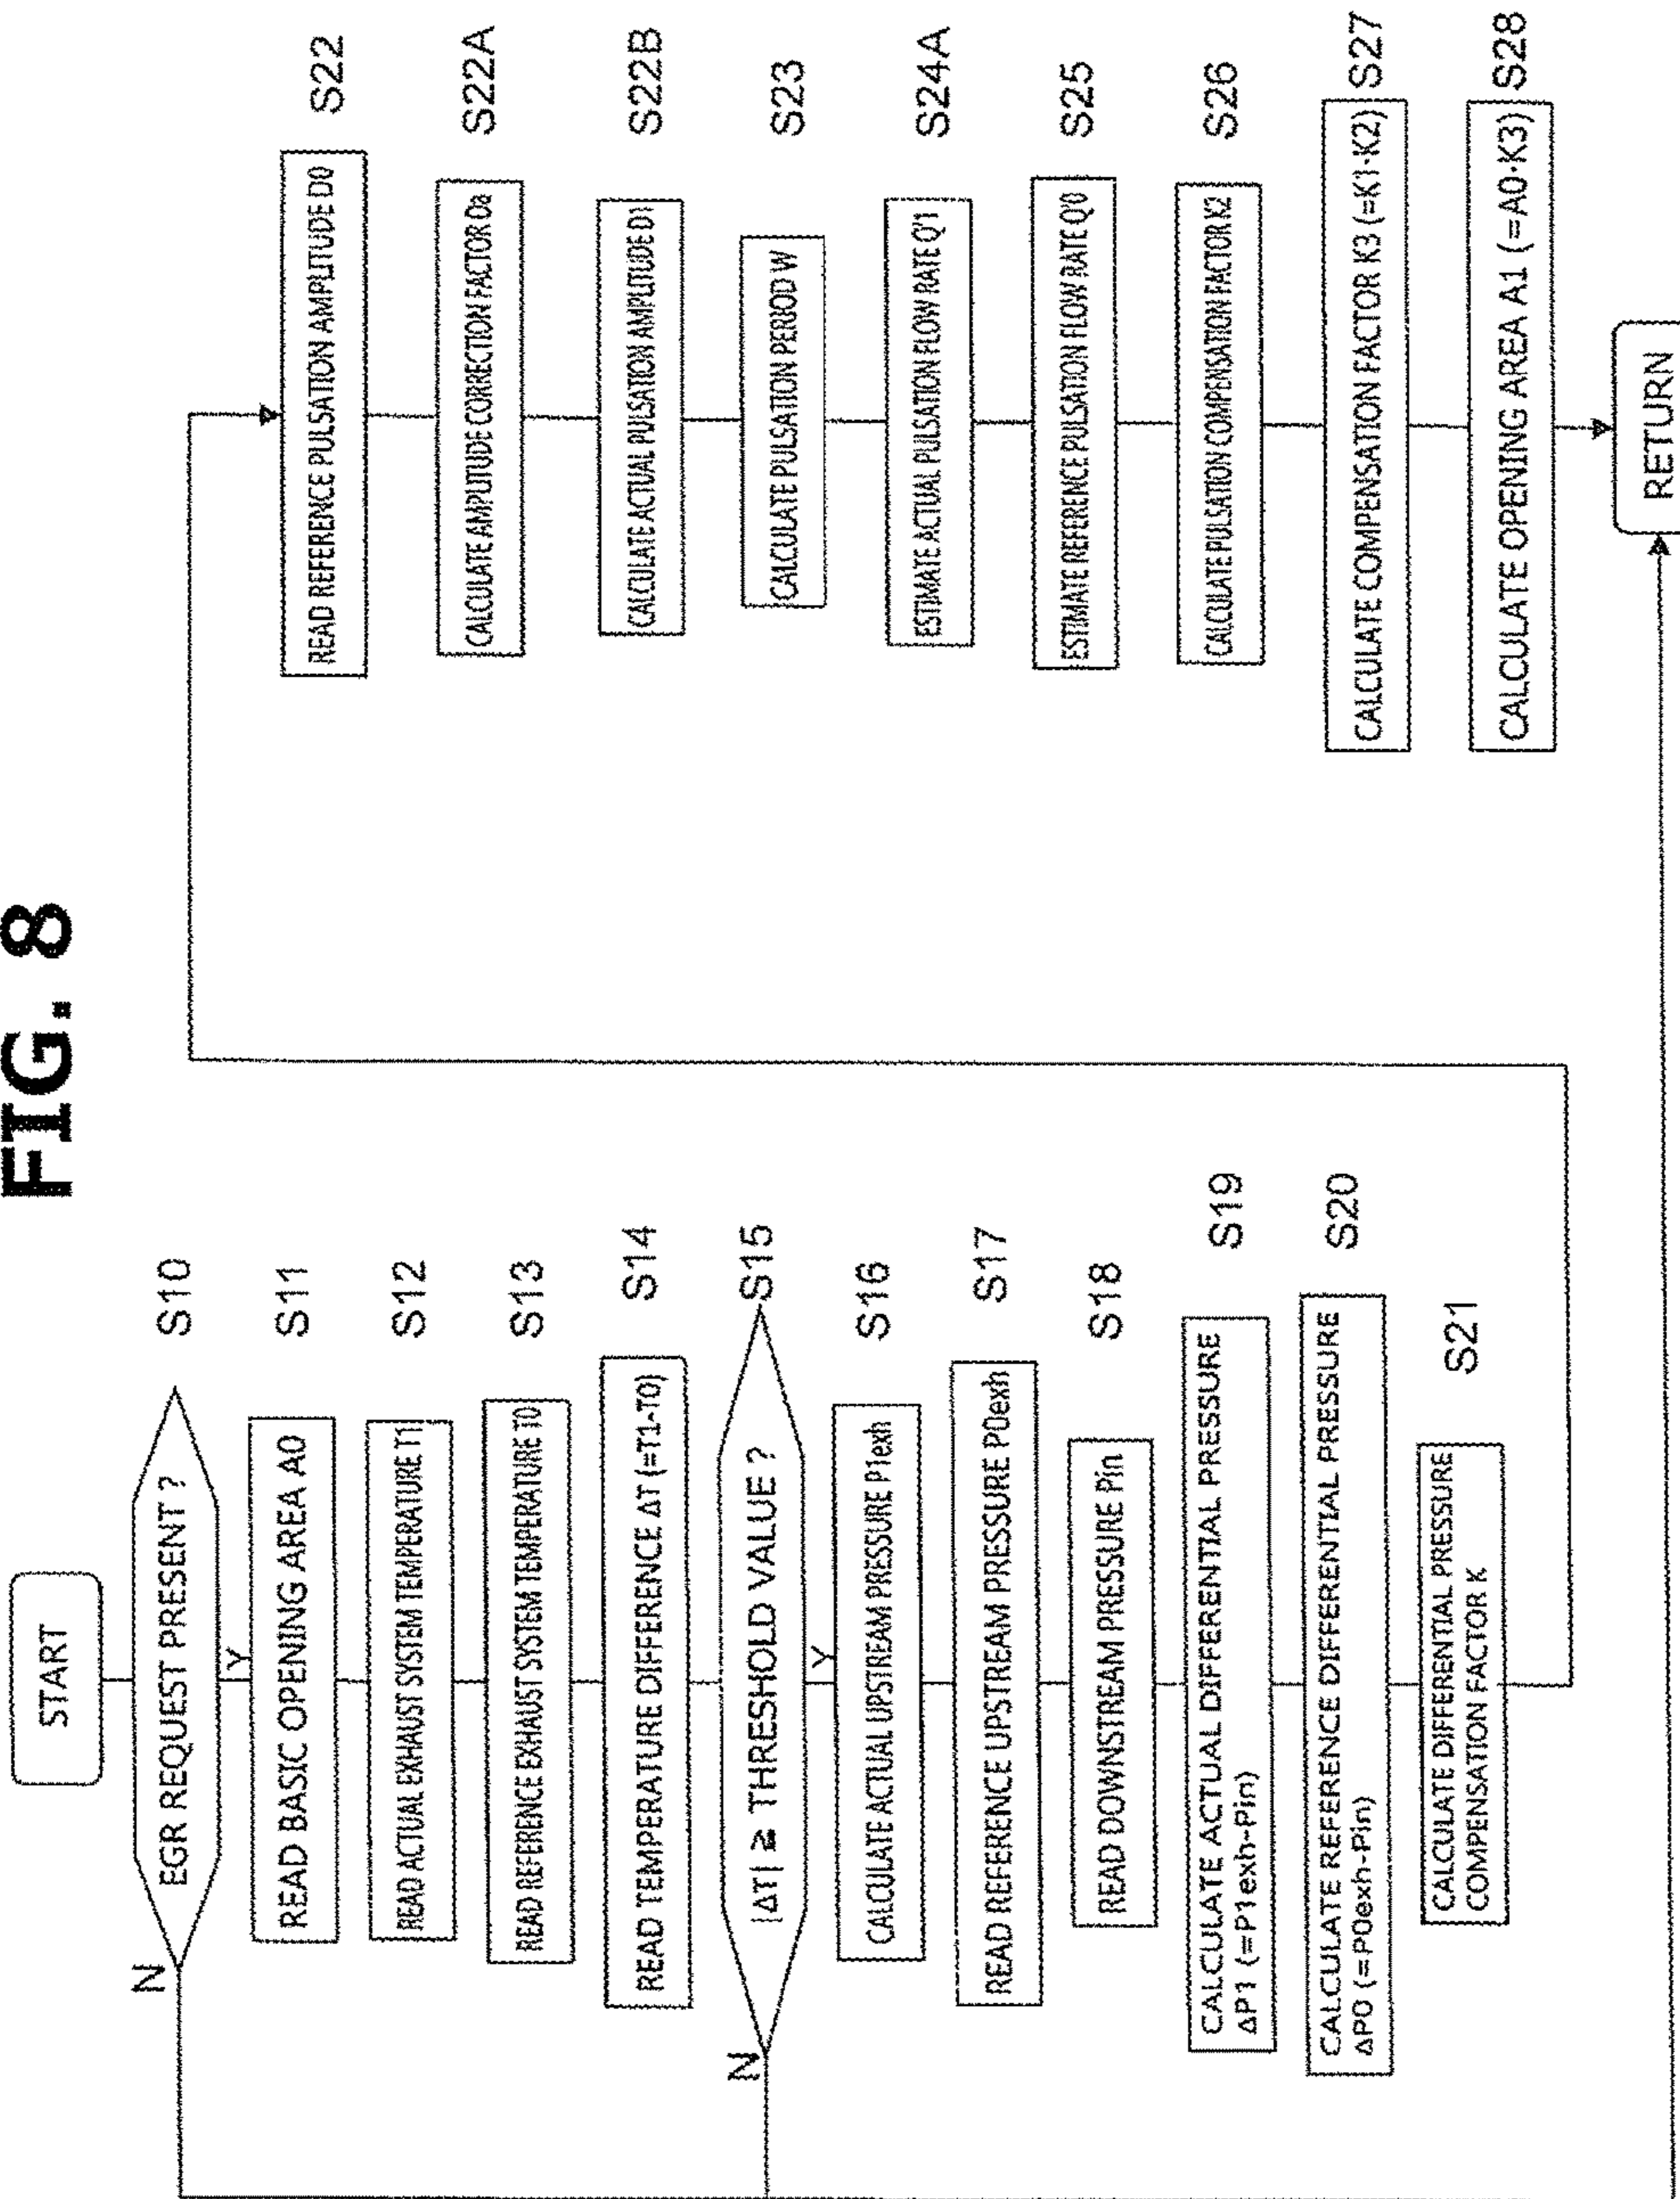 FIG. 8
START
EGR REQUEST PRESENT ?
S10
N
Y
READ BASIC OPENING AREA A0
S11
READ ACTUAL EXHAUST SYSTEM TEMPERATURE T1
S12
READ REFERENCE EXHAUST SYSTEM TEMPERATURE T0
S13
READ TEMPERATURE DIFFERENCE ΔT (=T1-T0)
S14
|ΔT| ≧ THRESHOLD VALUE ?
S15
N
Y
CALCULATE ACTUAL UPSTREAM PRESSURE P1exh
S16
READ REFERENCE UPSTREAM PRESSURE P0exh
S17
READ DOWNSTREAM PRESSURE Pin
S18
CALCULATE ACTUAL DIFFERENTIAL PRESSURE
ΔP1 (=P1exh-Pin)
S19
CALCULATE REFERENCE DIFFERENTIAL PRESSURE
ΔP0 (=P0exh-Pin)
S20
CALCULATE DIFFERENTIAL PRESSURE
COMPENSATION FACTOR K
S21
READ REFERENCE PULSATION AMPLITUDE D0
S22
CALCULATE AMPLITUDE CORRECTION FACTOR Da
S22A
CALCULATE ACTUAL PULSATION AMPLITUDE D1
S22B
CALCULATE PULSATION PERIOD W
S23
ESTIMATE ACTUAL PULSATION FLOW RATE Q'1
S24A
ESTIMATE REFERENCE PULSATION FLOW RATE Q'0
S25
CALCULATE PULSATION COMPENSATION FACTOR K2
S26
CALCULATE COMPENSATION FACTOR K3 (=K1·K2)
S27
CALCULATE OPENING AREA A1 (=A0·K3)
S28
RETURN